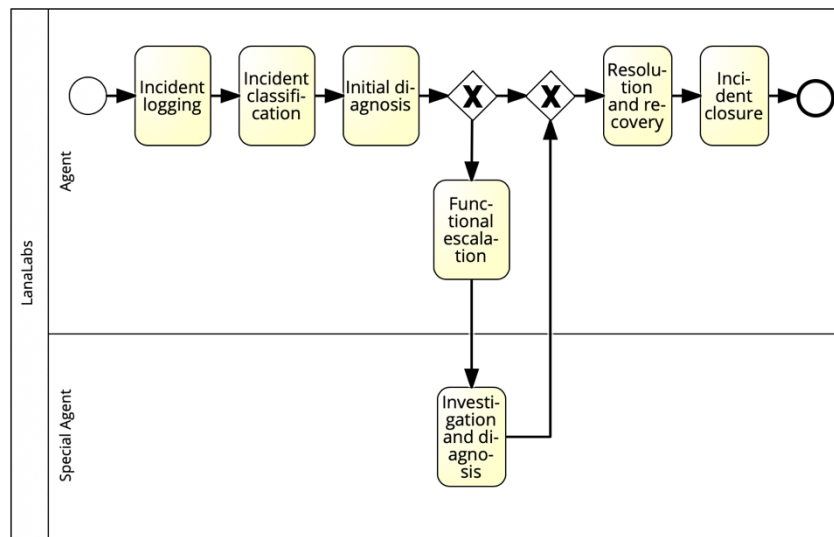 LanaLabs
Agent
Incident
logging
Incident
classifi-
cation
Initial di-
agnosis
X
X
Resolu-
tion
and re-
covery
Inci-
dent
closure
Func-
tional
escala-
tion
Special Agent
Investi-
gation
and di-
agno-
sis